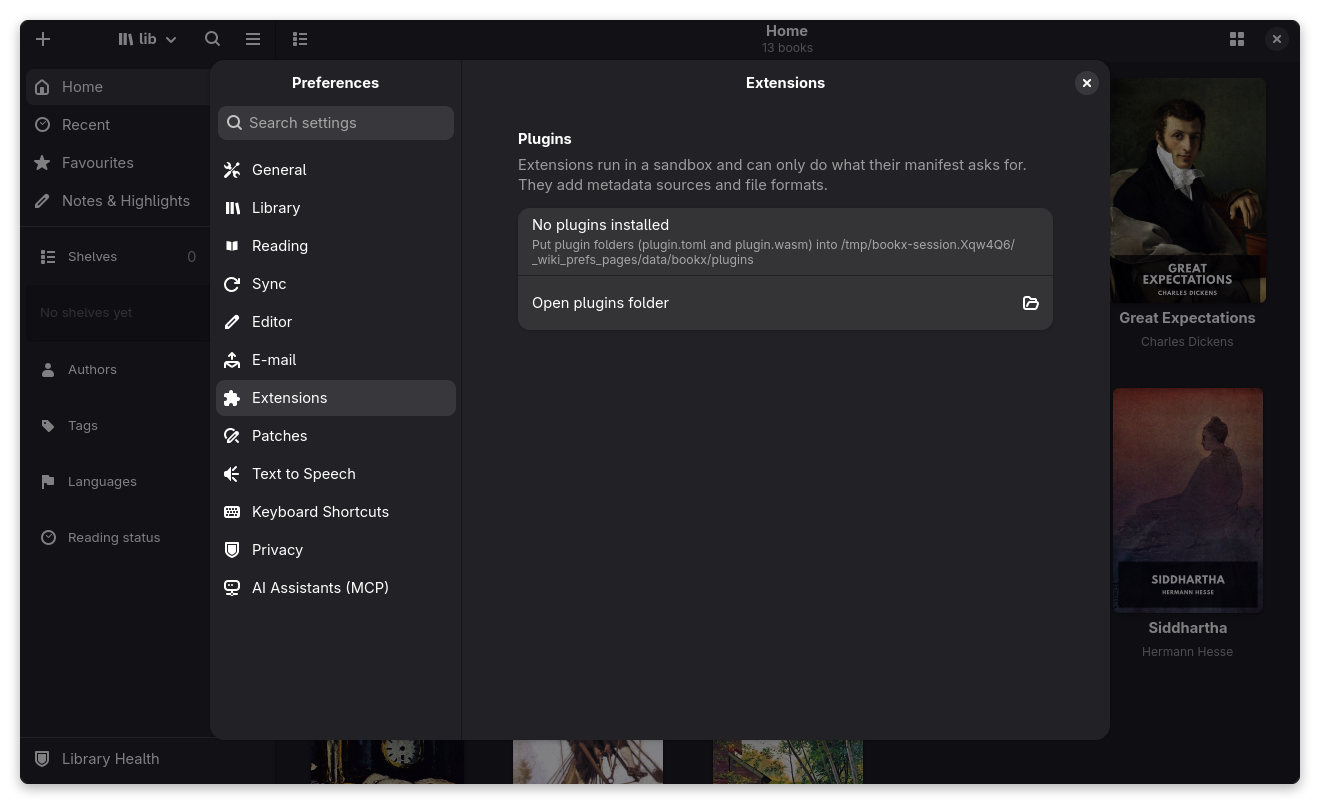 lib
Home
13 books
Home
Recent
Favourites
Notes & Highlights
Shelves
0
No shelves yet
Authors
Tags
Languages
Reading status
Library Health
Preferences
Search settings
General
Library
Reading
Sync
Editor
E-mail
Extensions
Patches
Text to Speech
Keyboard Shortcuts
Privacy
AI Assistants (MCP)
Extensions
Plugins
Extensions run in a sandbox and can only do what their manifest asks for.
They add metadata sources and file formats.
No plugins installed
Put plugin folders (plugin.toml and plugin.wasm) into /tmp/bookx-session.Xqw4Q6/
_wiki_prefs_pages/data/bookx/plugins
Open plugins folder
GREAT
EXPECTATIONS
CHARLES DICKENS
Great Expectations
Charles Dickens
SIDDHARTHA
HERMANN HESSE
Siddhartha
Hermann Hesse